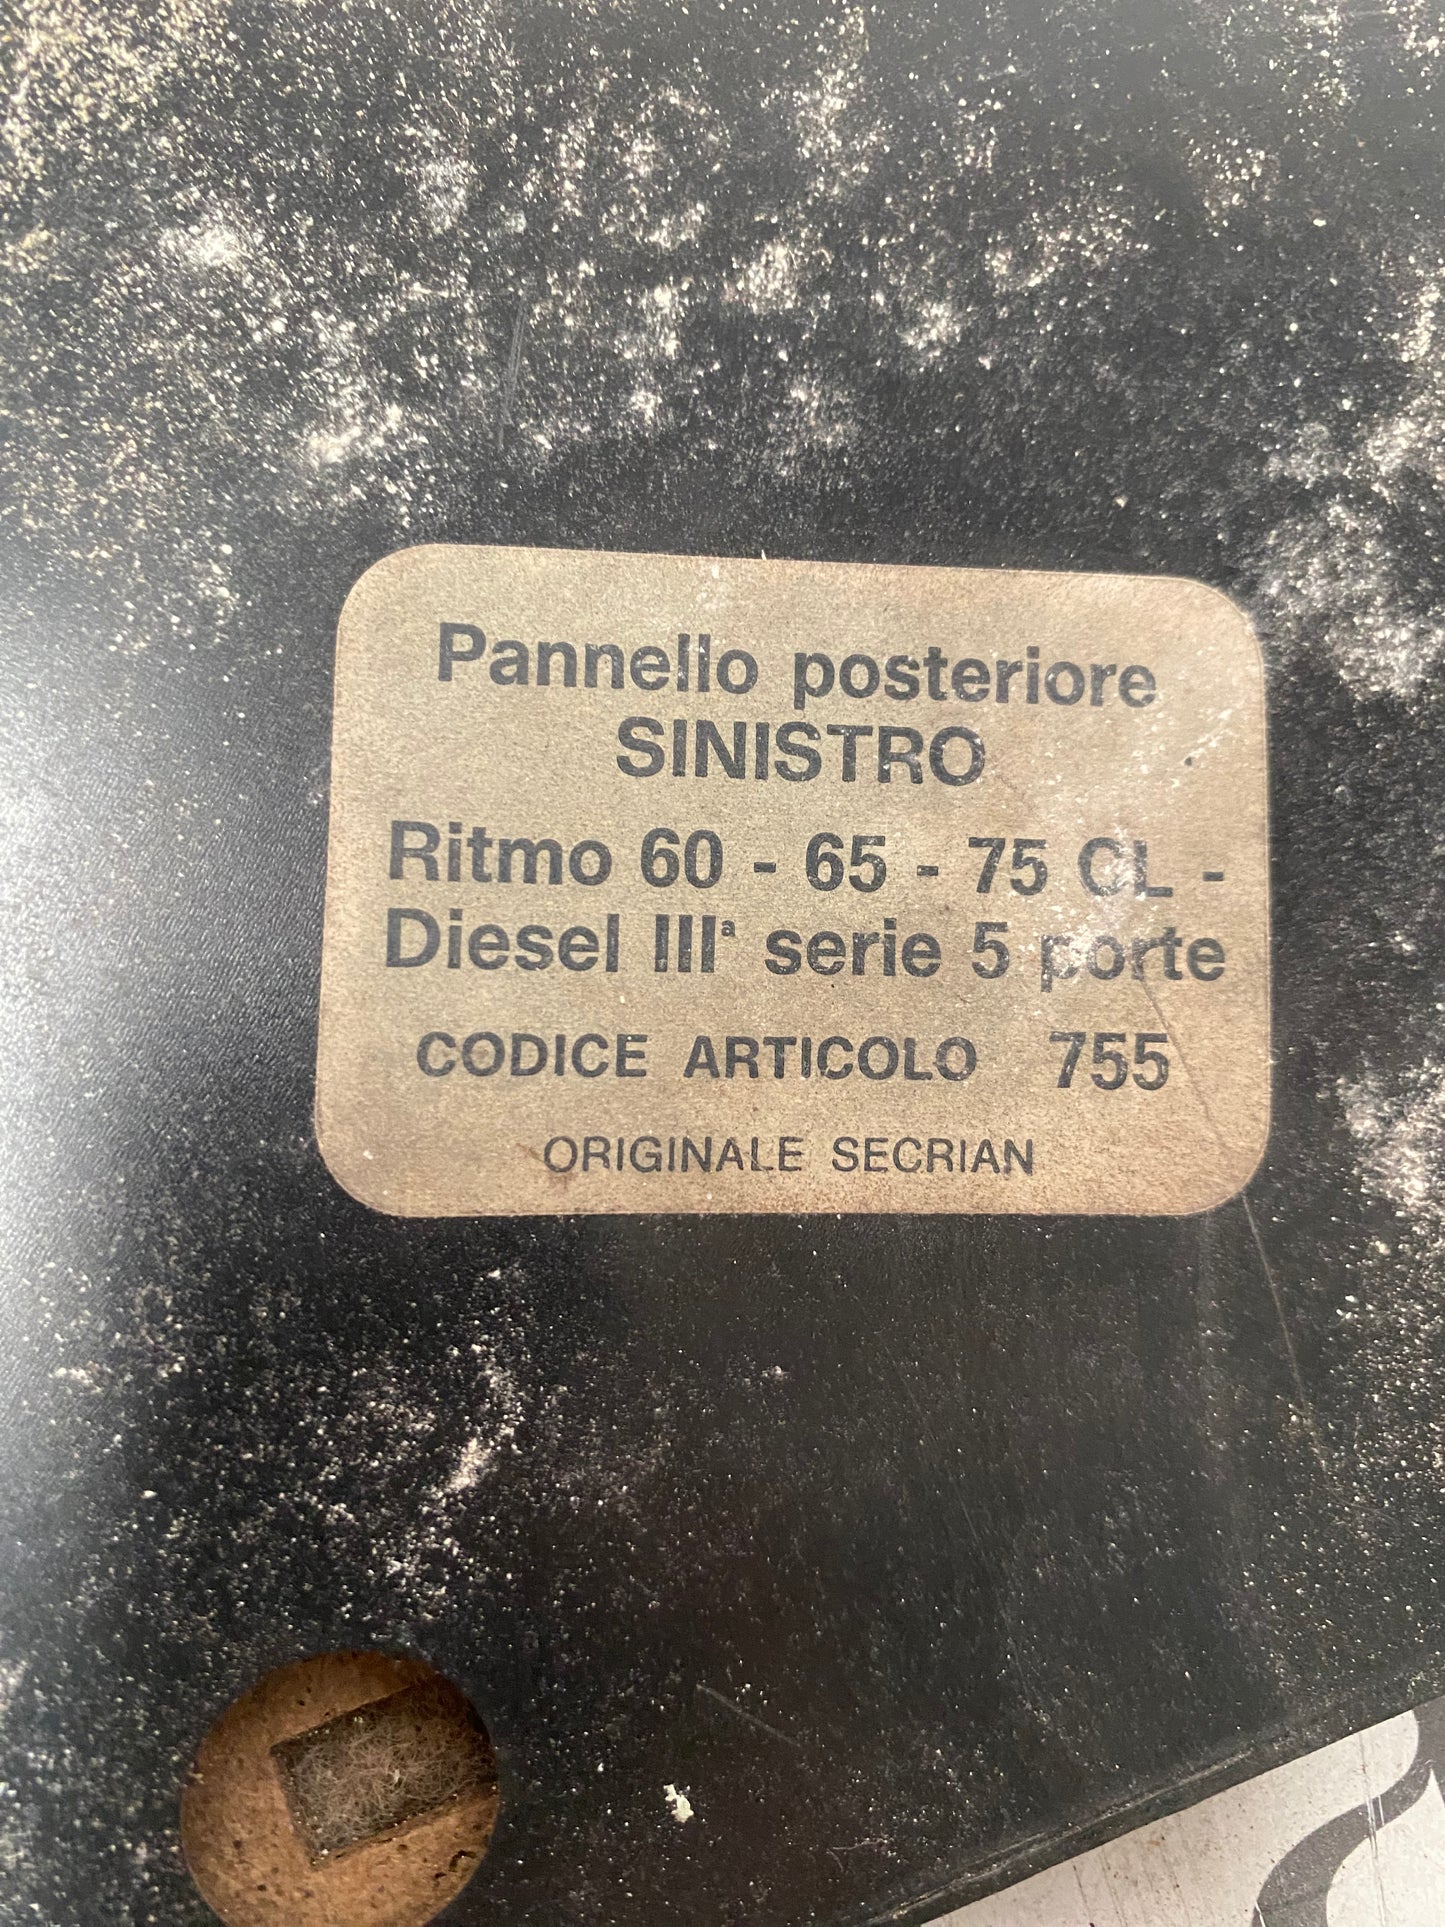 Pannello posteriore
SINISTRO
Ritmo 60 - 65 - 75 CL -
Diesel IIIª serie 5 porte
CODICE ARTICOLO 755
ORIGINALE SECRIAN